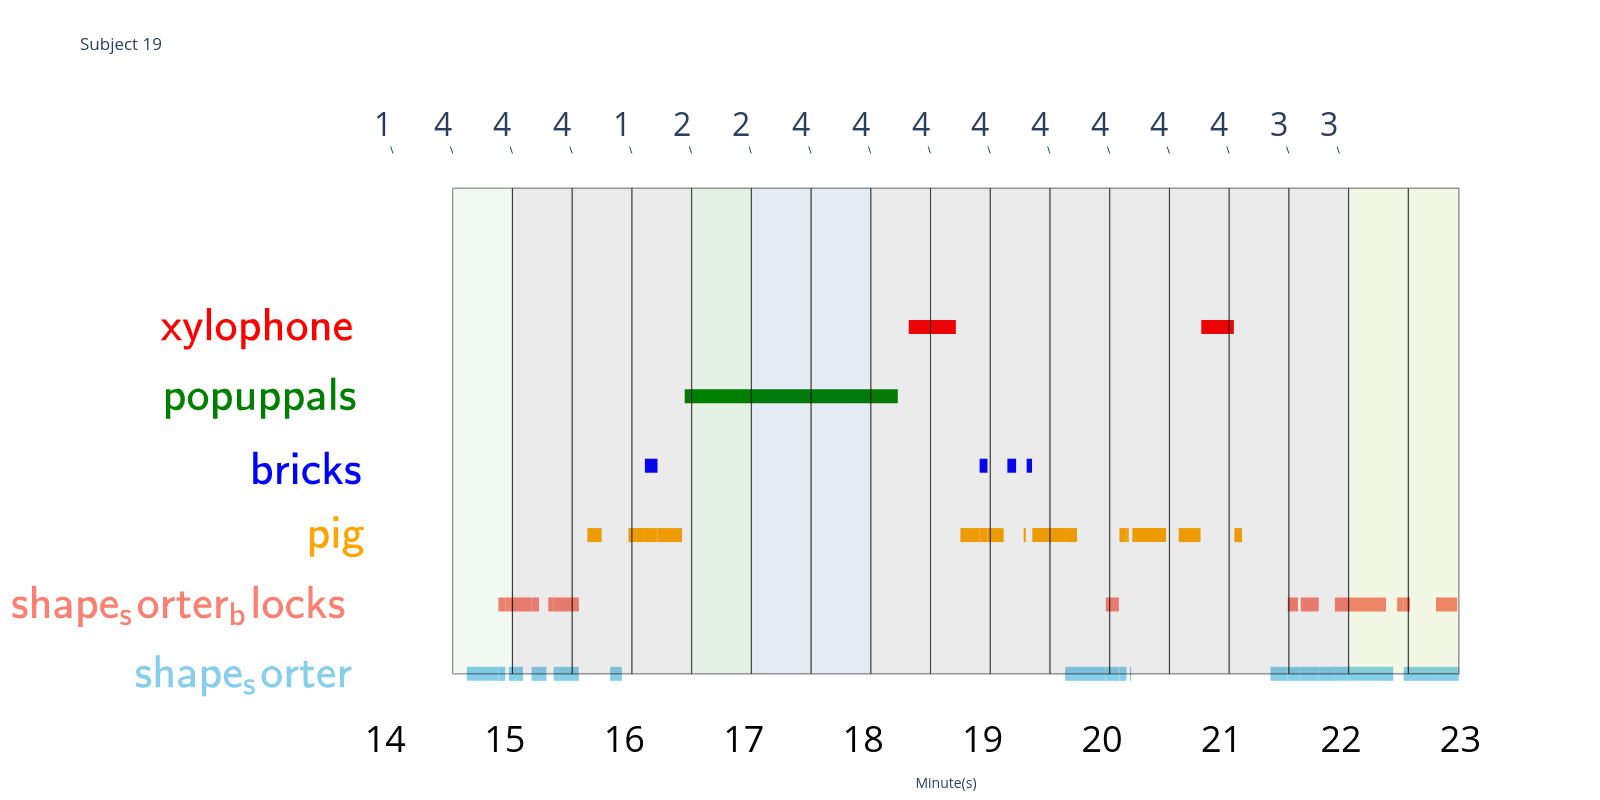 Subject 19
1 4 4 4 1 2 2 4 4 4 4 4 4 4 4 3 3
xylophone
popuppals
bricks
pig
shapesorterblocks
shapesorter
14 15 16 17 18 19 20 21 22 23
Minute(s)